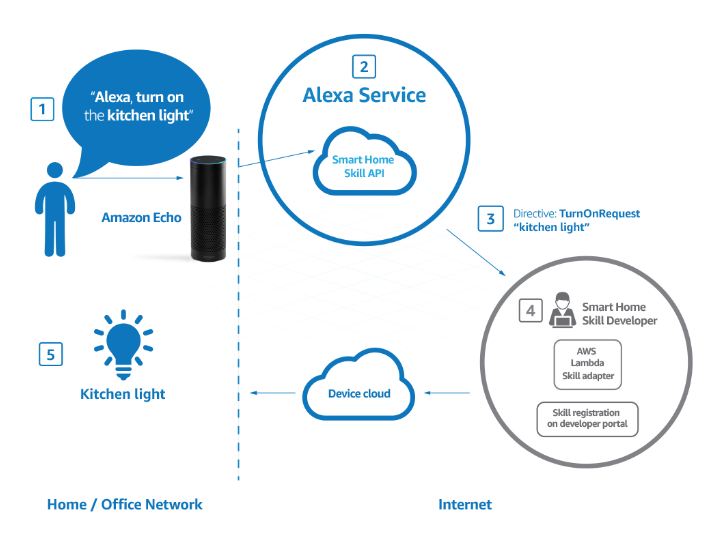 1
“Alexa, turn on
the kitchen light”
Amazon Echo
2
Alexa Service
Smart Home
Skill API
3
Directive: TurnOnRequest
“kitchen light”
4
Smart Home
Skill Developer
AWS
Lambda
Skill adapter
Skill registration
on developer portal
Device cloud
5
Kitchen light
Home / Office Network
Internet